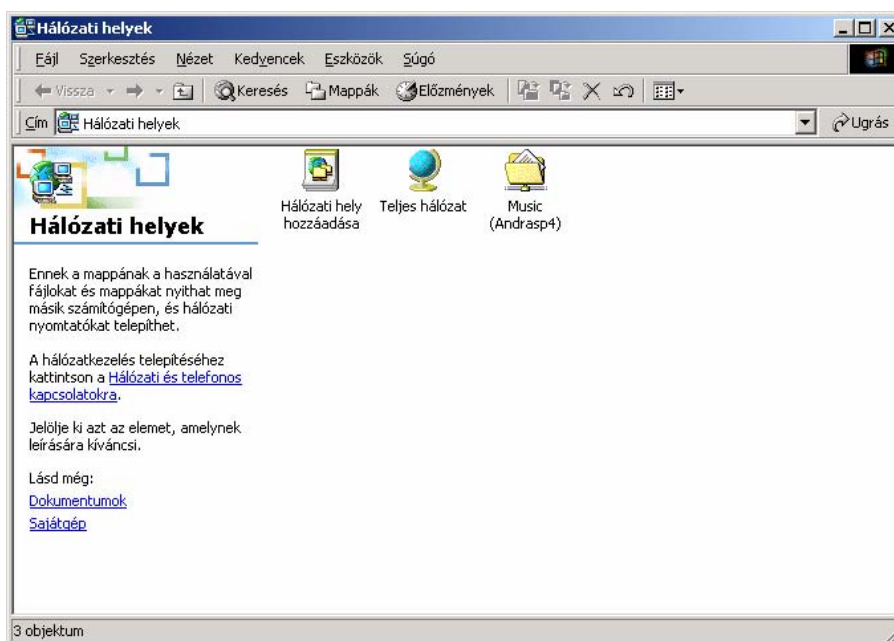 Hálózati helyek
Fájl Szerkesztés Nézet Kedvencek Eszközök Súgó
Vissza Keresés Mappák Előzmények
Cím Hálózati helyek Ugrás
Hálózati helyek
Ennek a mappának a használatával
fájlokat és mappákat nyithat meg
másik számítógépen, és hálózati
nyomtatókat telepíthet.
A hálózatkezelés telepítéséhez
kattintson a Hálózati és telefonos
kapcsolatokra.
Jelölje ki azt az elemet, amelynek
leírására kíváncsi.
Lásd még:
Dokumentumok
Sajátgép
Hálózati hely
hozzáadása
Teljes hálózat
Music
(Andrasp4)
3 objektum